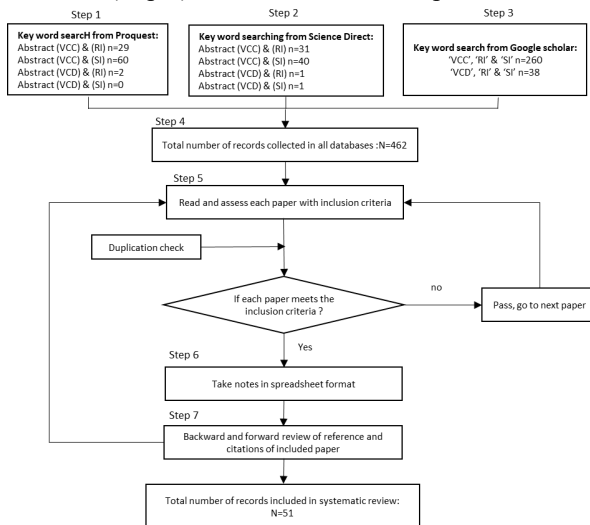 Step 1
Key word search from Proquest:
Abstract (VCC) & (RI) n=29
Abstract (VCC) & (SI) n=60
Abstract (VCD) & (RI) n=2
Abstract (VCD) & (SI) n=0
Step 2
Key word searching from Science Direct:
Abstract (VCC) & (RI) n=31
Abstract (VCC) & (SI) n=40
Abstract (VCD) & (RI) n=1
Abstract (VCD) & (SI) n=1
Step 3
Key word search from Google scholar:
'VCC', 'RI' & 'SI' n=260
'VCD', 'RI' & 'SI' n=38
Step 4
Total number of records collected in all databases :N=462
Step 5
Read and assess each paper with inclusion criteria
Duplication check
If each paper meets the
inclusion criteria ?
no
Pass, go to next paper
Yes
Step 6
Take notes in spreadsheet format
Step 7
Backward and forward review of reference and
citations of included paper
Total number of records included in systematic review:
N=51